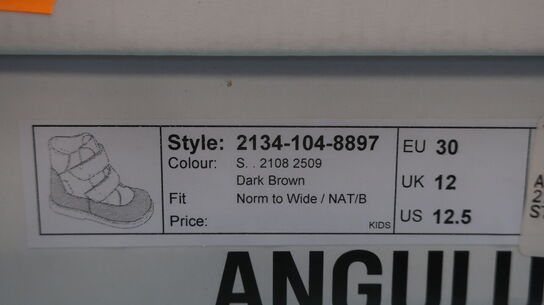 Style: 2134-104-8897
Colour: S. . 2108 2509
Dark Brown
Fit Norm to Wide / NAT/B
Price:
KIDS
EU 30
UK 12
US 12.5
ANGULU